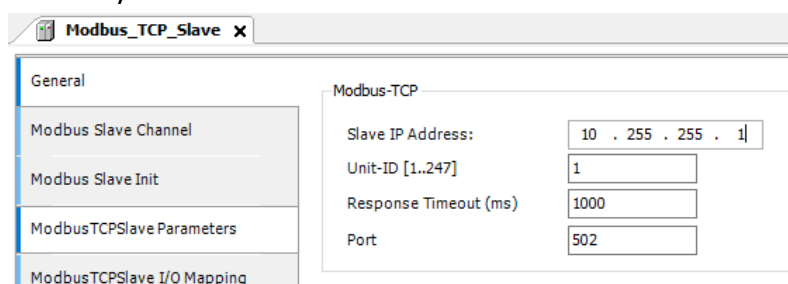 Modbus_TCP_Slave X
General
Modbus Slave Channel
Modbus Slave Init
ModbusTCPSlave Parameters
ModbusTCPSlave I/O Mapping
Modbus-TCP
Slave IP Address: 10 . 255 . 255 . 1
Unit-ID [1..247] 1
Response Timeout (ms) 1000
Port 502